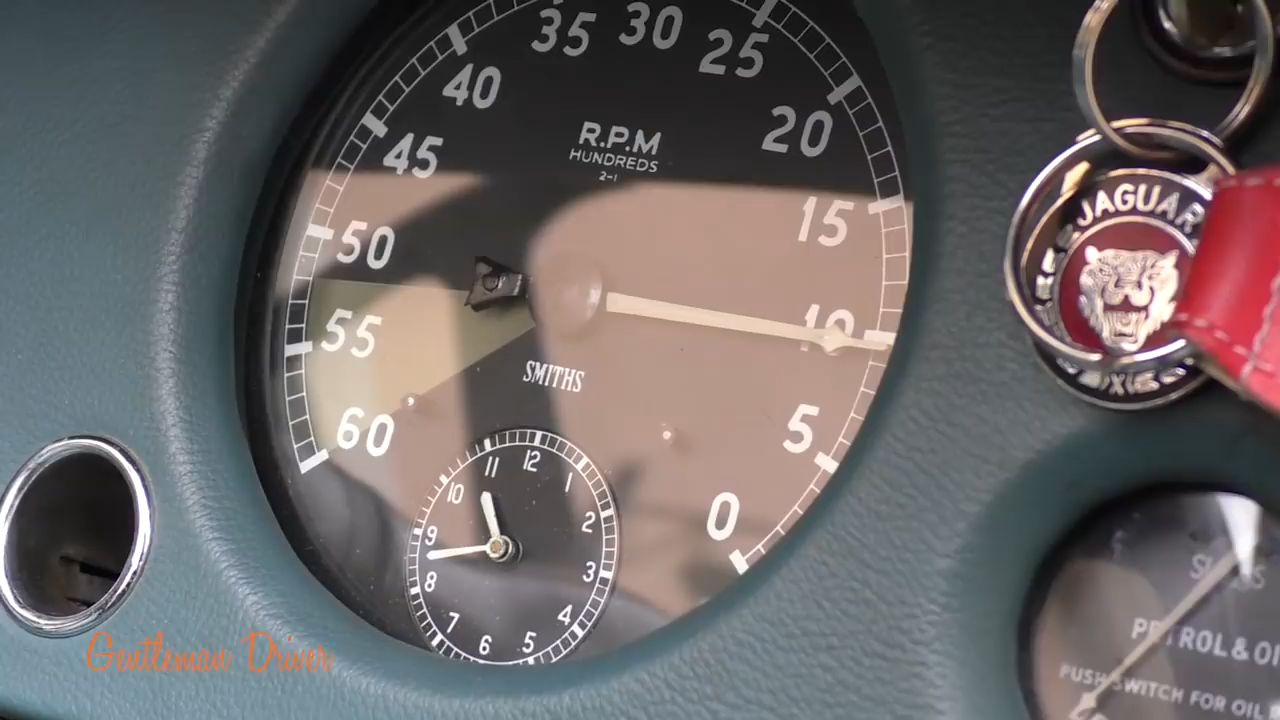 35 30 25
40 20
45
R.P.M
HUNDREDS
2-1
50 15
55 10
SMITHS
60 5
0
11 12 1
10 2
9 3
8 4
7 6 5
JAGUAR
SMITHS
PETROL & OI
PUSH SWITCH FOR OIL
Gentleman Driver